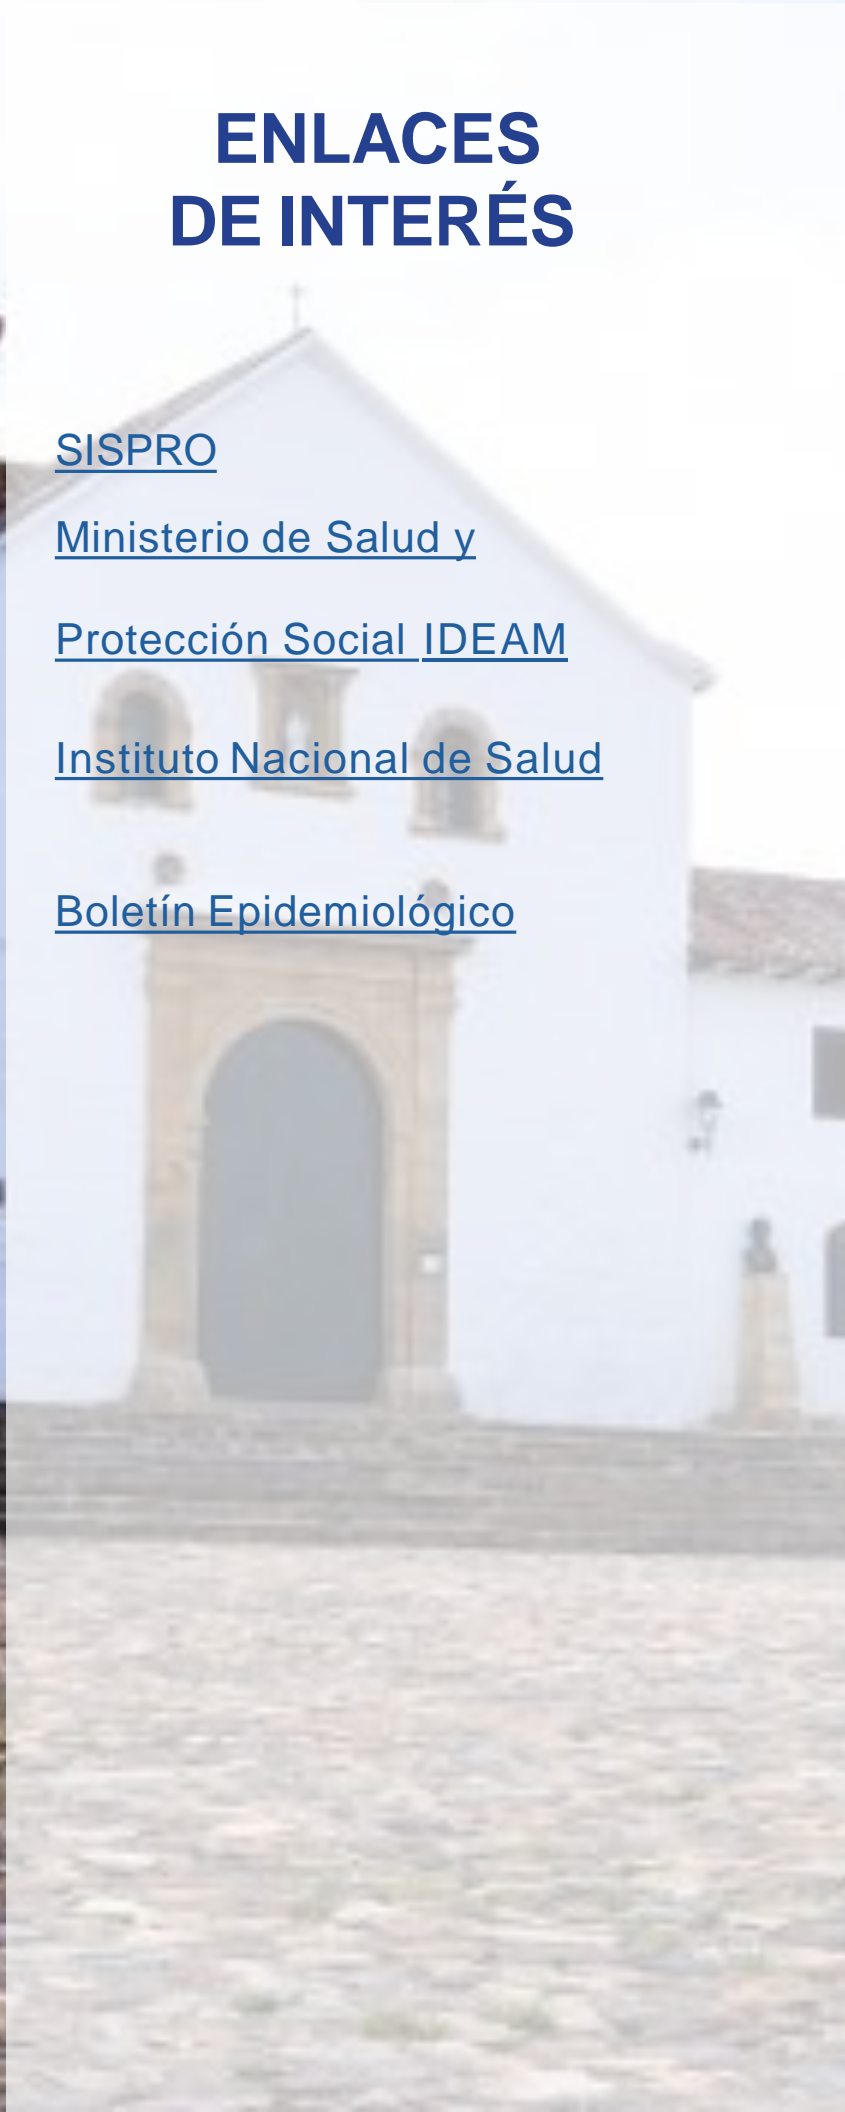 ENLACES
DE INTERÉS
SISPRO
Ministerio de Salud y
Protección Social IDEAM
Instituto Nacional de Salud
Boletín Epidemiológico